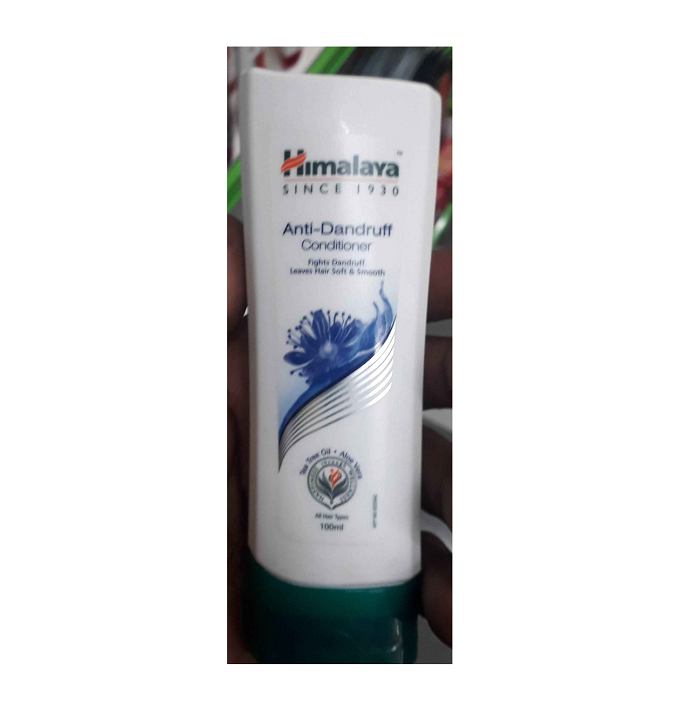 Himalaya
SINCE 1930
Anti-Dandruff
Conditioner
Fights Dandruff,
Leaves Hair Soft & Smooth
Tea Tree Oil • Aloe Vera
All Hair Types
100ml